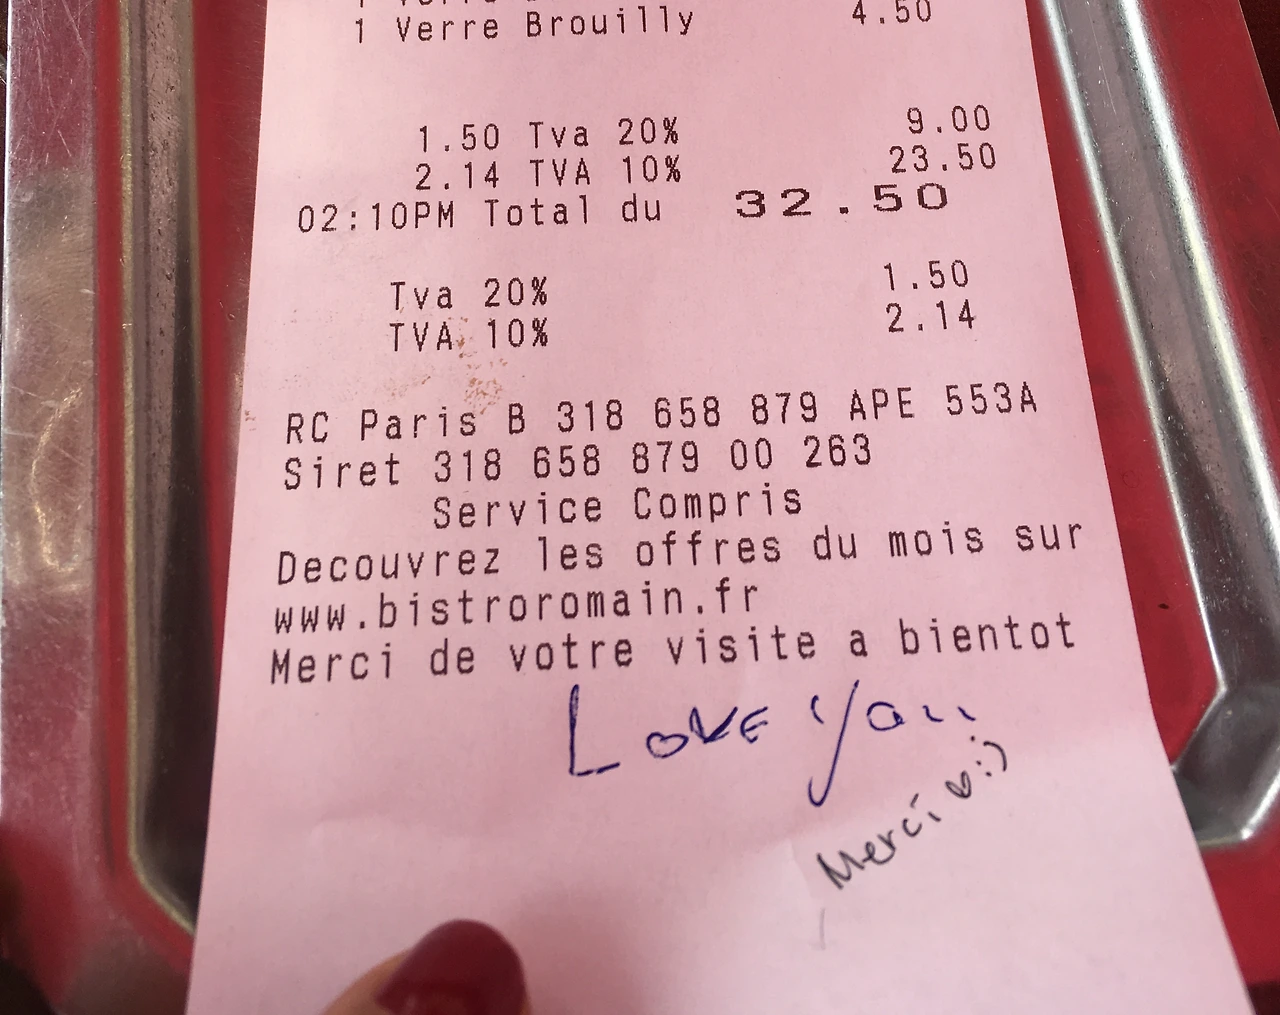 1 Verre
1 Verre Brouilly 4.50
1.50 Tva 20% 9.00
2.14 TVA 10% 23.50
02:10PM Total du 32.50
Tva 20% 1.50
TVA 10% 2.14
RC Paris B 318 658 879 APE 553A
Siret 318 658 879 00 263
Service Compris
Decouvrez les offres du mois sur
www.bistroromain.fr
Merci de votre visite a bientot
Love You
Merci ♥:)